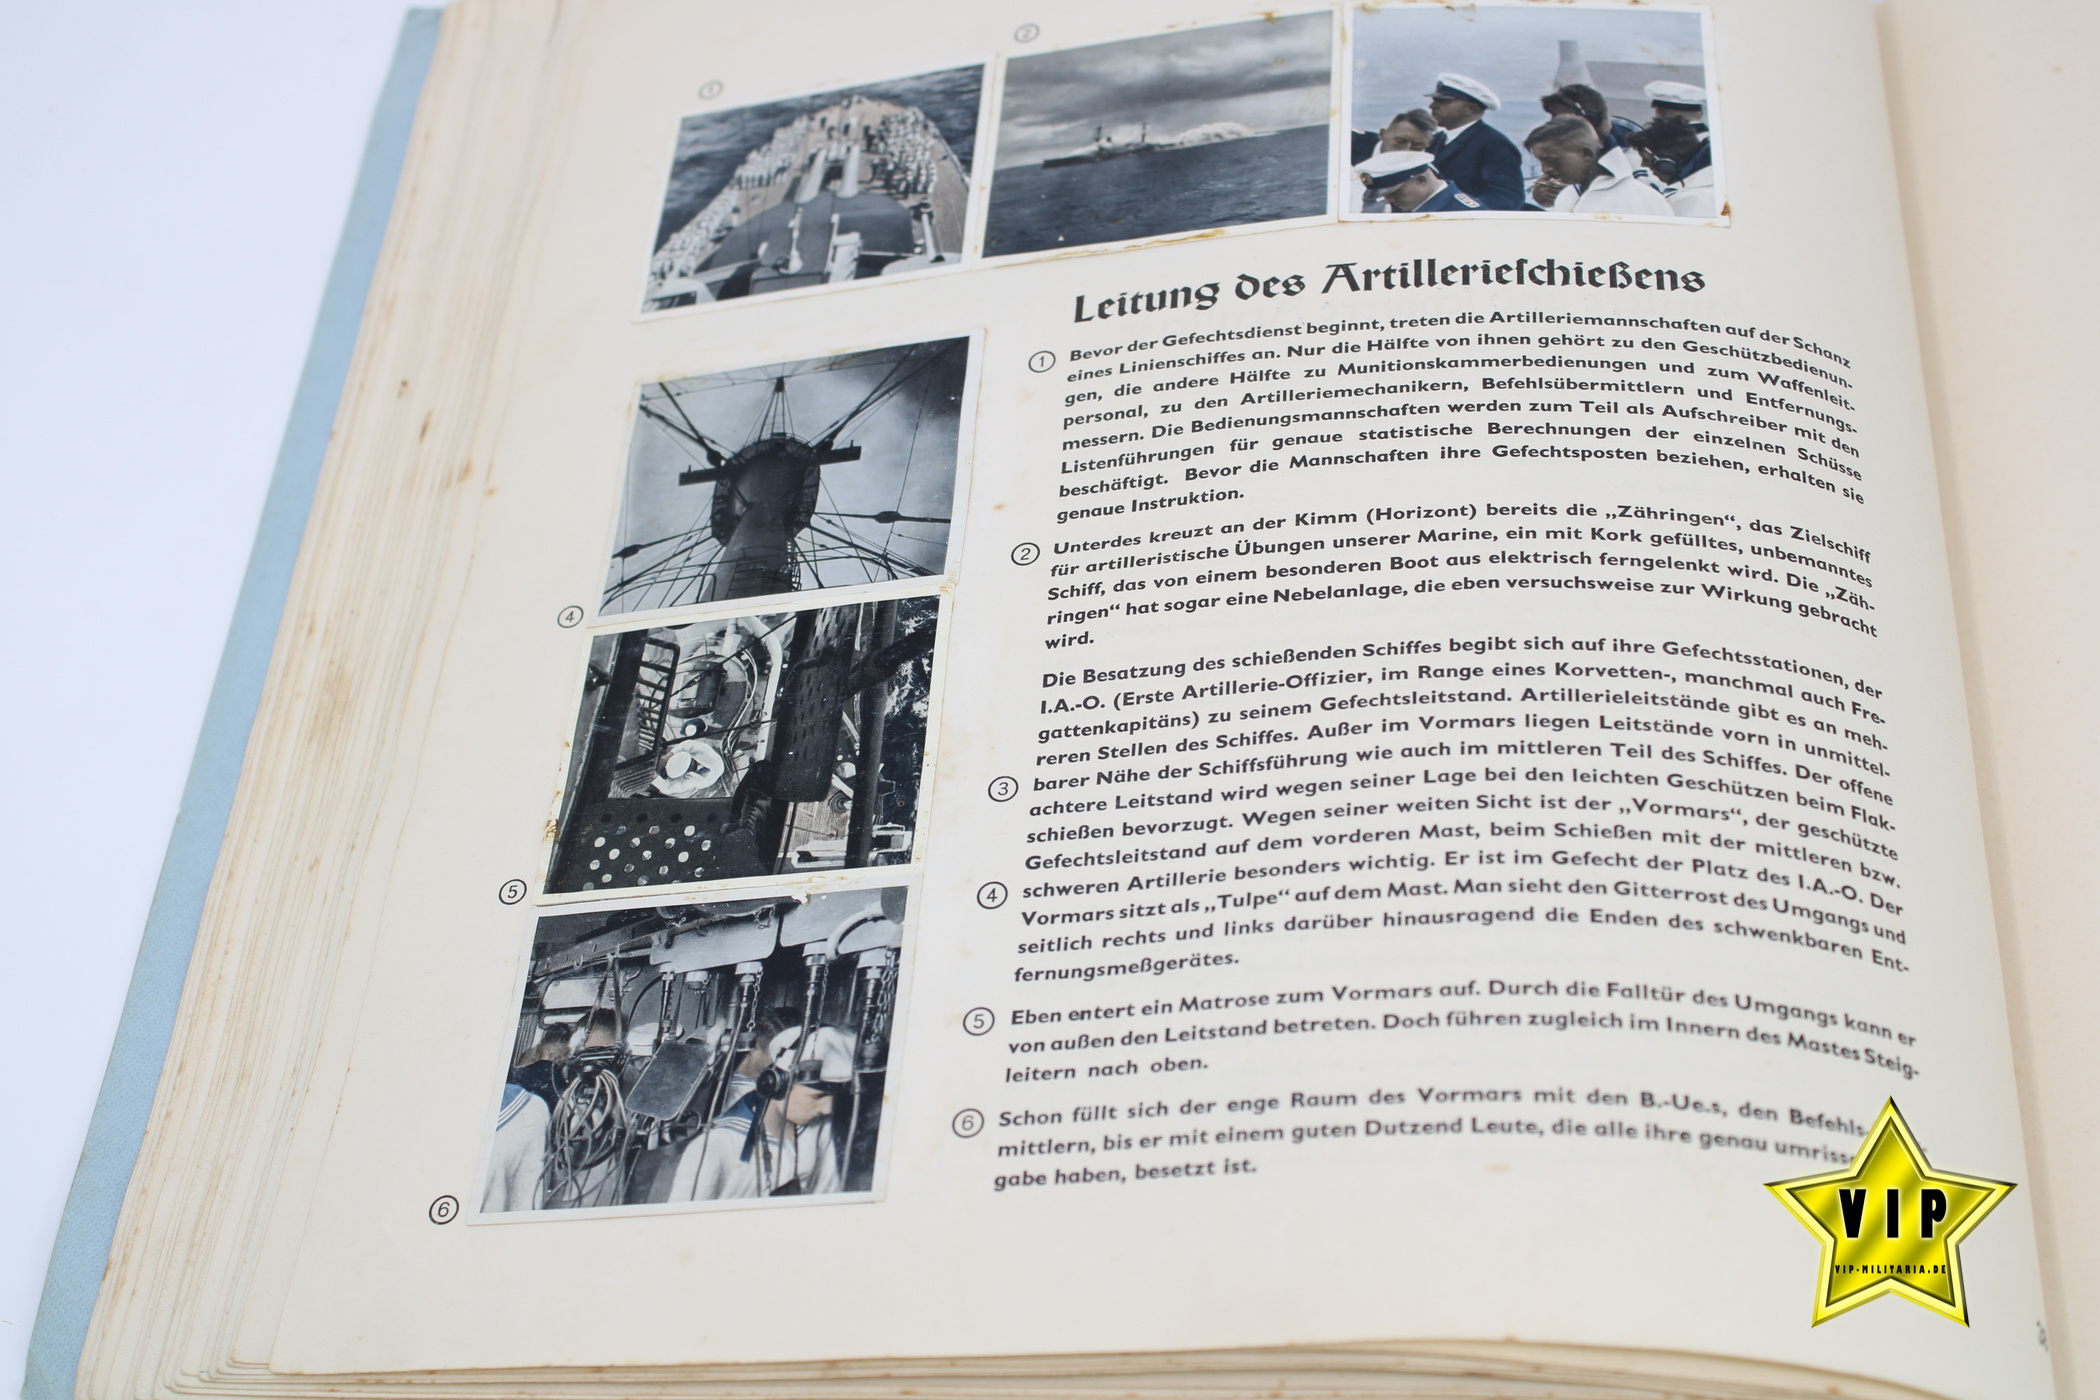 1
2
Leitung des Artillerieſchießens
1 Bevor der Gefechtsdienst beginnt, treten die Artilleriemannschaften auf der Schanz
eines Linienschiffes an. Nur die Hälfte von ihnen gehört zu den Geschützbedienun-
gen, die andere Hälfte zu Munitionskammerbedienungen und zum Waffenleit-
personal, zu den Artilleriemechanikern, Befehlsübermittlern und Entfernungs-
messern. Die Bedienungsmannschaften werden zum Teil als Aufschreiber mit den
Listenführungen für genaue statistische Berechnungen der einzelnen Schüsse
beschäftigt. Bevor die Mannschaften ihre Gefechtsposten beziehen, erhalten sie
genaue Instruktion.
2 Unterdes kreuzt an der Kimm (Horizont) bereits die „Zähringen“, das Zielschiff
für artilleristische Übungen unserer Marine, ein mit Kork gefülltes, unbemanntes
Schiff, das von einem besonderen Boot aus elektrisch ferngelenkt wird. Die „Zäh-
ringen“ hat sogar eine Nebelanlage, die eben versuchsweise zur Wirkung gebracht
wird.
Die Besatzung des schießenden Schiffes begibt sich auf ihre Gefechtsstationen, der
I.A.-O. (Erste Artillerie-Offizier, im Range eines Korvetten-, manchmal auch Fre-
gattenkapitäns) zu seinem Gefechtsleitstand. Artillerieleitstände gibt es an meh-
reren Stellen des Schiffes. Außer im Vormars liegen Leitstände vorn in unmittel-
3 barer Nähe der Schiffsführung wie auch im mittleren Teil des Schiffes. Der offene
achtere Leitstand wird wegen seiner Lage bei den leichten Geschützen beim Flak-
schießen bevorzugt. Wegen seiner weiten Sicht ist der „Vormars“, der geschützte
Gefechtsleitstand auf dem vorderen Mast, beim Schießen mit der mittleren bzw.
4 schweren Artillerie besonders wichtig. Er ist im Gefecht der Platz des I.A.-O. Der
Vormars sitzt als „Tulpe“ auf dem Mast. Man sieht den Gitterrost des Umgangs und
seitlich rechts und links darüber hinausragend die Enden des schwenkbaren Ent-
fernungsmeßgerätes.
5 Eben entert ein Matrose zum Vormars auf. Durch die Falltür des Umgangs kann er
von außen den Leitstand betreten. Doch führen zugleich im Innern des Mastes Steig-
leitern nach oben.
6 Schon füllt sich der enge Raum des Vormars mit den B.-Ue.s, den Befehls-
mittlern, bis er mit einem guten Dutzend Leute, die alle ihre genau
gabe haben, besetzt ist.
4
5
6
VIP
VIP-MILITARIA.DE